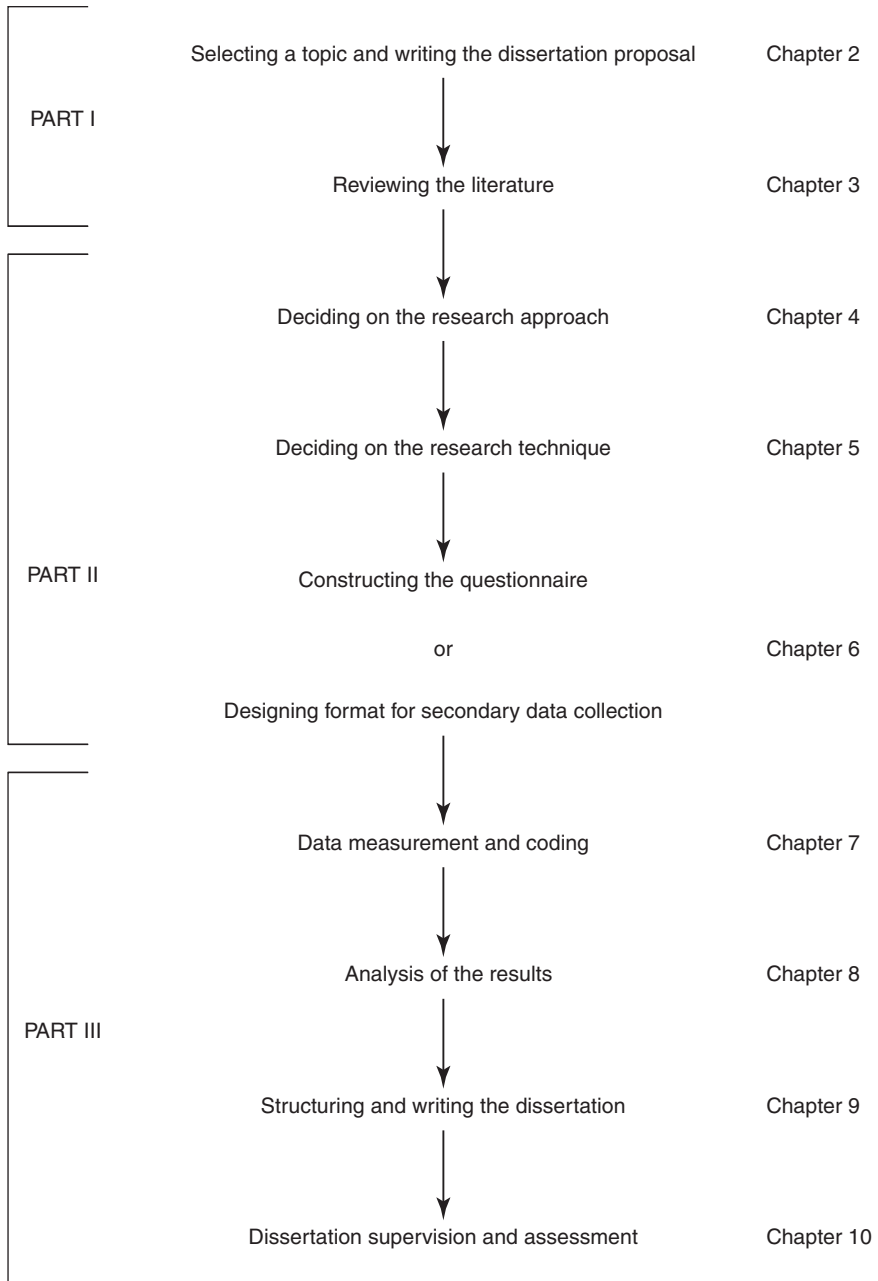 Selecting a topic and writing the dissertation proposal Chapter 2
PART I
Reviewing the literature Chapter 3
Deciding on the research approach Chapter 4
Deciding on the research technique Chapter 5
PART II
Constructing the questionnaire
or Chapter 6
Designing format for secondary data collection
Data measurement and coding Chapter 7
Analysis of the results Chapter 8
PART III
Structuring and writing the dissertation Chapter 9
Dissertation supervision and assessment Chapter 10